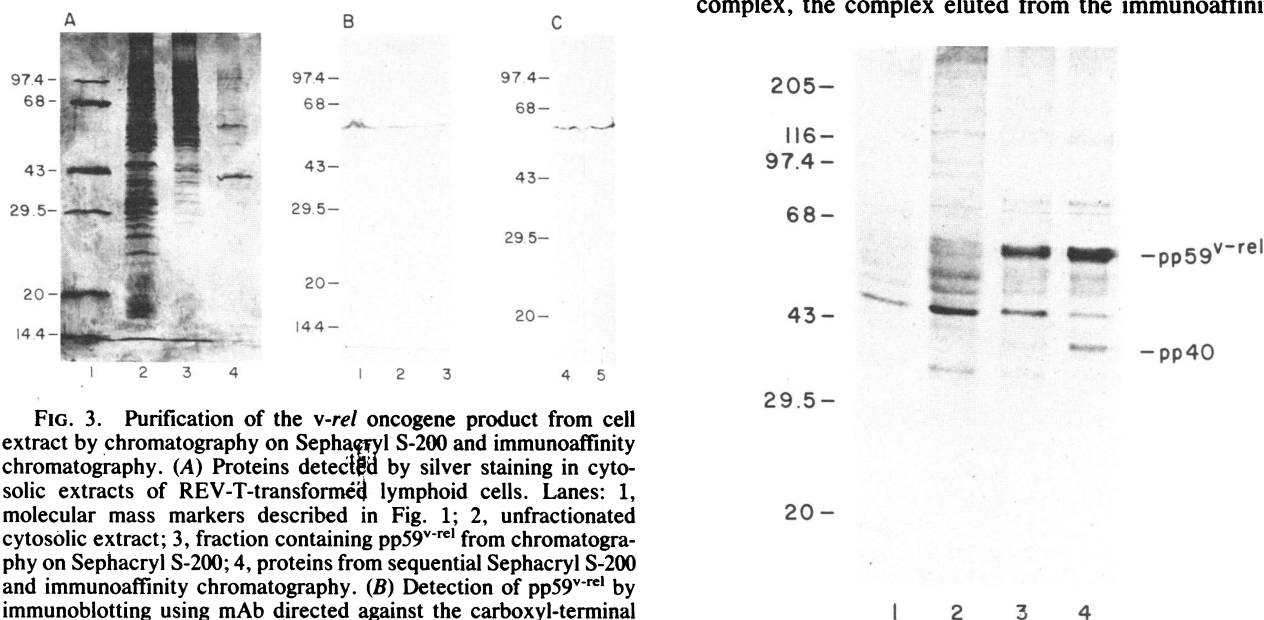 A
97.4–
68–
43–
29.5–
20–
14.4–
1 2 3 4
B
97.4–
68–
43–
29.5–
20–
14.4–
1 2 3
C
97.4–
68–
43–
29.5–
20–
4 5
FIG. 3. Purification of the v-rel oncogene product from cell
extract by chromatography on Sephacryl S-200 and immunoaffinity
chromatography. (A) Proteins detected by silver staining in cyto-
solic extracts of REV-T-transformed lymphoid cells. Lanes: 1,
molecular mass markers described in Fig. 1; 2, unfractionated
cytosolic extract; 3, fraction containing pp59v-rel from chromatogra-
phy on Sephacryl S-200; 4, proteins from sequential Sephacryl S-200
and immunoaffinity chromatography. (B) Detection of pp59v-rel by
immunoblotting using mAb directed against the carboxyl-terminal
complex, the complex eluted from the immunoaffini
205–
116–
97.4–
68–
43–
29.5–
20–
–pp59v-rel
–pp40
1 2 3 4